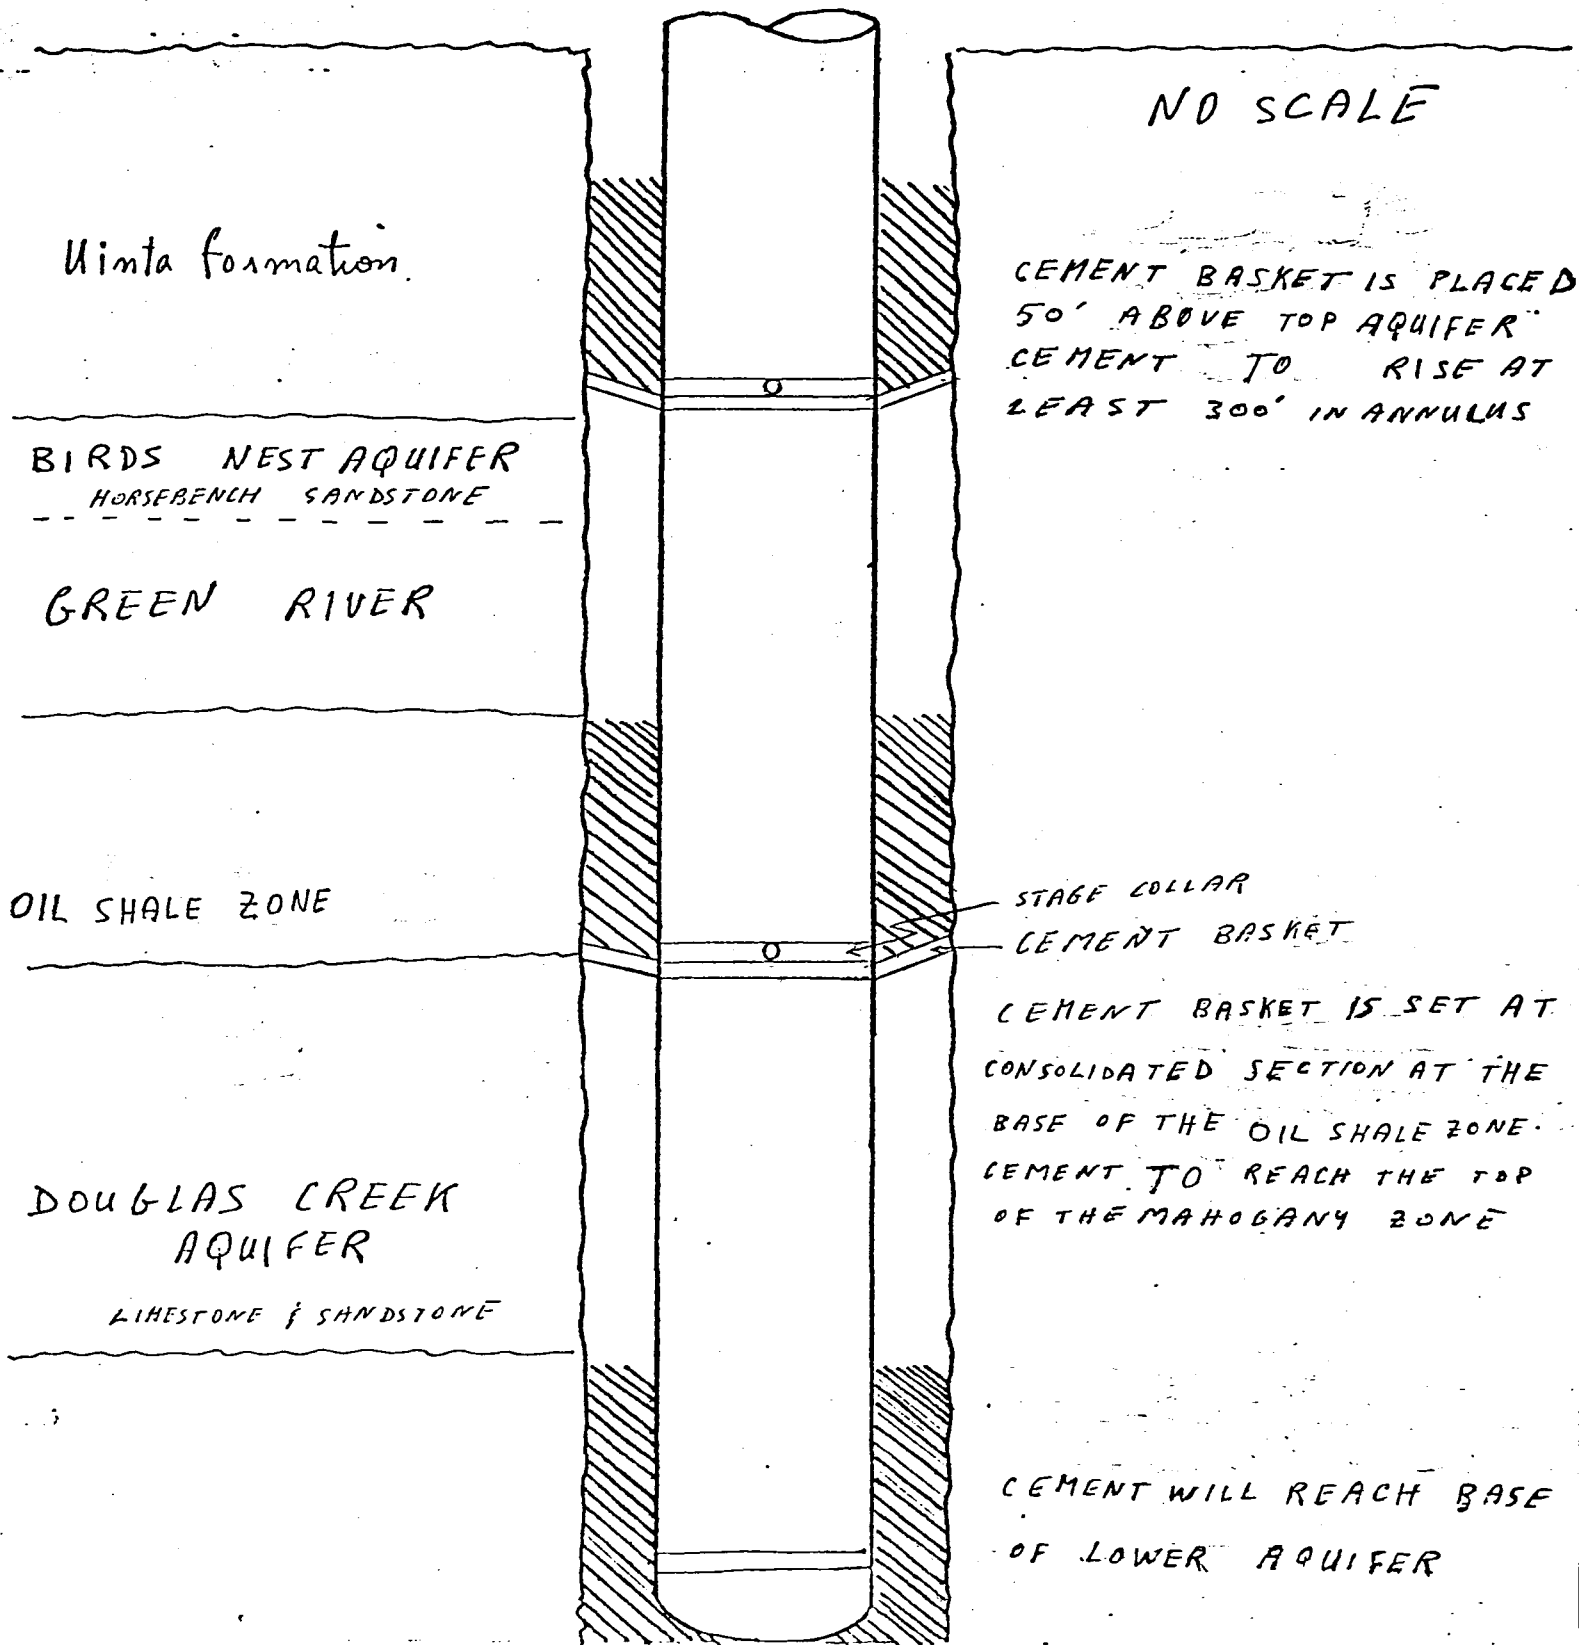 NO SCALE
Uinta formation.
CEMENT BASKET IS PLACED
50' ABOVE TOP AQUIFER
CEMENT TO RISE AT
LEAST 300' IN ANNULUS
BIRDS NEST AQUIFER
HORSEBENCH SANDSTONE
GREEN RIVER
OIL SHALE ZONE
STAGE COLLAR
CEMENT BASKET
CEMENT BASKET IS SET AT
CONSOLIDATED SECTION AT THE
BASE OF THE OIL SHALE ZONE.
CEMENT TO REACH THE TOP
OF THE MAHOGANY ZONE
DOUGLAS CREEK
AQUIFER
LIMESTONE & SANDSTONE
CEMENT WILL REACH BASE
OF LOWER AQUIFER